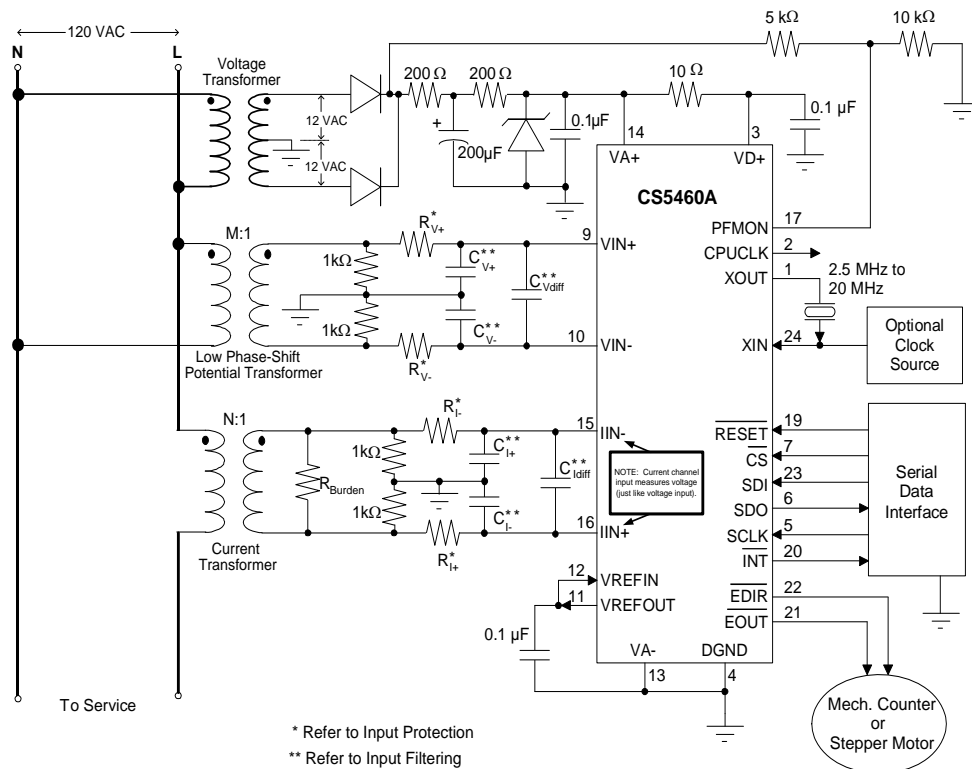 120 VAC
N
L
Voltage
Transformer
12 VAC
12 VAC
200 Ω
200 Ω
+
200µF
0.1µF
10 Ω
5 kΩ
10 kΩ
0.1 µF
14
3
VA+
VD+
CS5460A
M:1
1kΩ
1kΩ
R*V+
R*V-
C**V+
C**V-
C**Vdiff
9
VIN+
10
VIN-
Low Phase-Shift
Potential Transformer
PFMON
17
CPUCLK
2
XOUT
1
2.5 MHz to
20 MHz
XIN
24
Optional
Clock
Source
N:1
RBurden
1kΩ
1kΩ
R*I-
R*I+
C**I+
C**I-
C**Idiff
15
IIN-
16
IIN+
NOTE: Current channel
input measures voltage
(just like voltage input).
Current
Transformer
RESET
19
CS
7
SDI
23
SDO
6
SCLK
5
INT
20
Serial
Data
Interface
EDIR
22
EOUT
21
12
VREFIN
11
VREFOUT
0.1 µF
VA-
DGND
13
4
Mech. Counter
or
Stepper Motor
To Service
* Refer to Input Protection
** Refer to Input Filtering